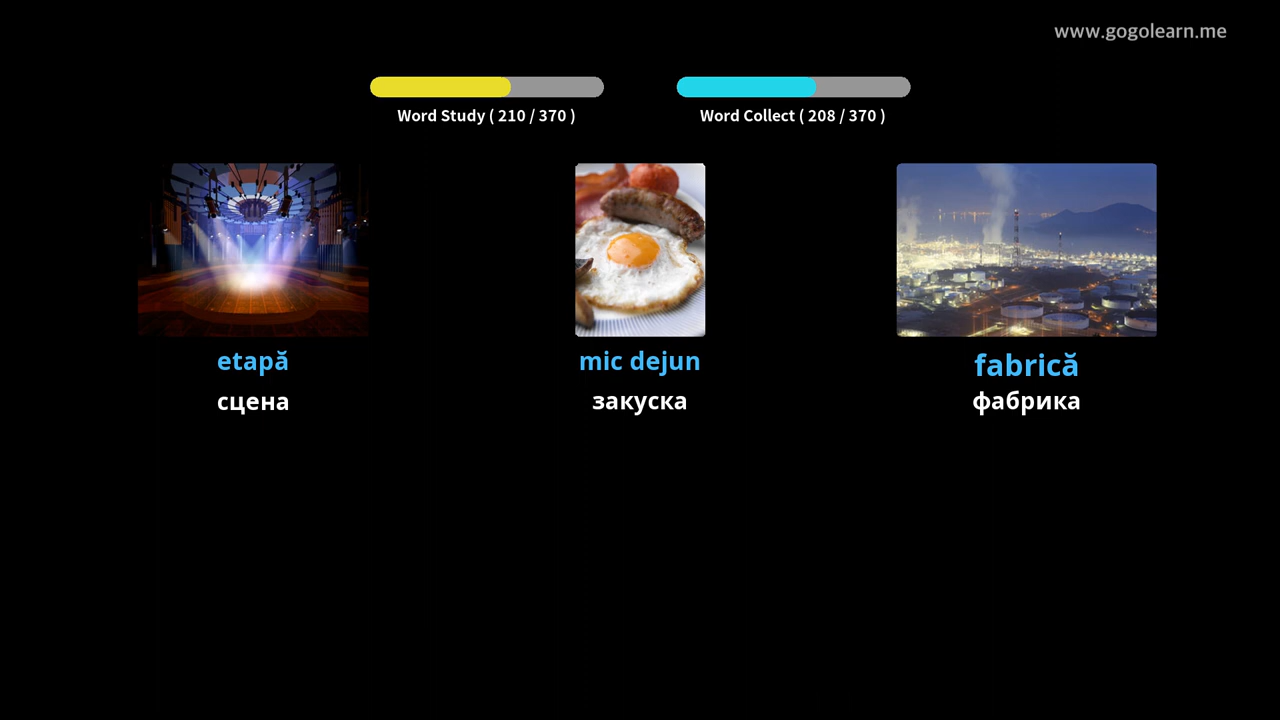 www.gogolearn.me
Word Study ( 210 / 370 )
Word Collect ( 208 / 370 )
etapă
mic dejun
fabrică
сцена
закуска
фабрика